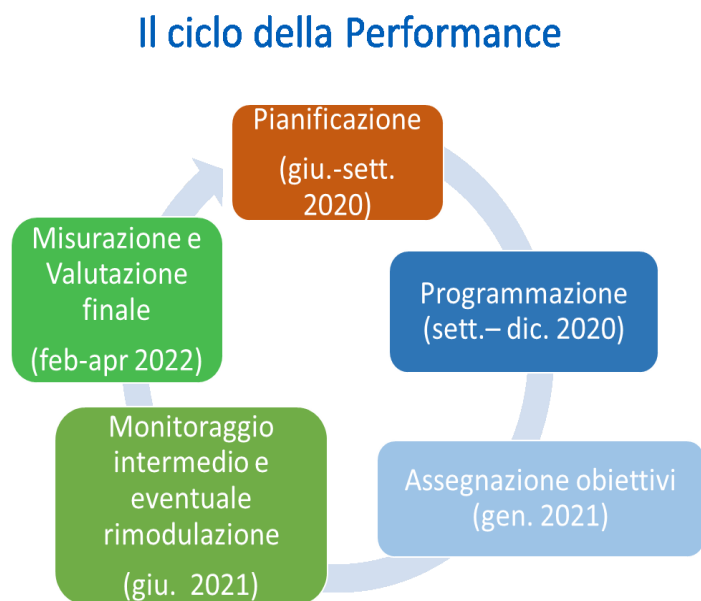 Il ciclo della Performance
Pianificazione
(giu.-sett.
2020)
Programmazione
(sett.– dic. 2020)
Assegnazione obiettivi
(gen. 2021)
Monitoraggio
intermedio e
eventuale
rimodulazione
(giu.  2021)
Misurazione e
Valutazione
finale
(feb-apr 2022)